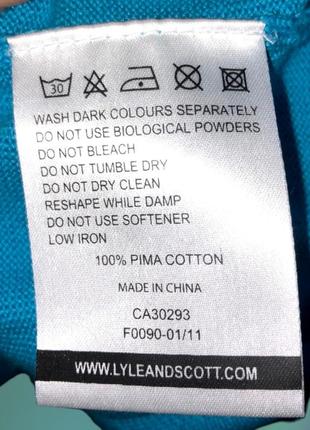 30
WASH DARK COLOURS SEPARATELY
DO NOT USE BIOLOGICAL POWDERS
DO NOT BLEACH
DO NOT TUMBLE DRY
DO NOT DRY CLEAN
RESHAPE WHILE DAMP
DO NOT USE SOFTENER
LOW IRON
100% PIMA COTTON
MADE IN CHINA
CA30293
F0090-01/11
WWW.LYLEANDSCOTT.COM